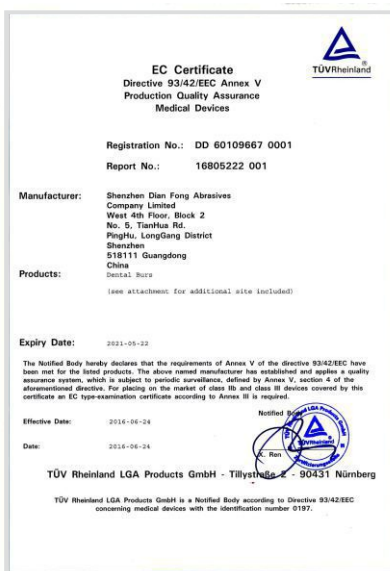 TÜVRheinland
®
EC Certificate
Directive 93/42/EEC Annex V
Production Quality Assurance
Medical Devices
Registration No.: DD 60109667 0001
Report No.: 16805222 001
Manufacturer: Shenzhen Dian Fong Abrasives
Company Limited
West 4th Floor, Block 2
No. 5, TianHua Rd.
PingHu, LongGang District
Shenzhen
518111 Guangdong
China
Products: Dental Burs
(see attachment for additional site included)
Expiry Date: 2021-05-22
The Notified Body hereby declares that the requirements of Annex V of the directive 93/42/EEC have
been met for the listed products. The above named manufacturer has established and applies a quality
assurance system, which is subject to periodic surveillance, defined by Annex V, section 4 of the
aforementioned directive. For placing on the market of class IIb and class III devices covered by this
certificate an EC type-examination certificate according to Annex III is required.
Notified Body
Effective Date: 2016-06-24
Date: 2016-06-24
TÜVRheinland
X. Ren
TÜV Rheinland LGA Products GmbH - Tillystraße 2 - 90431 Nürnberg
TÜV Rheinland LGA Products GmbH is a Notified Body according to Directive 93/42/EEC
concerning medical devices with the identification number 0197.